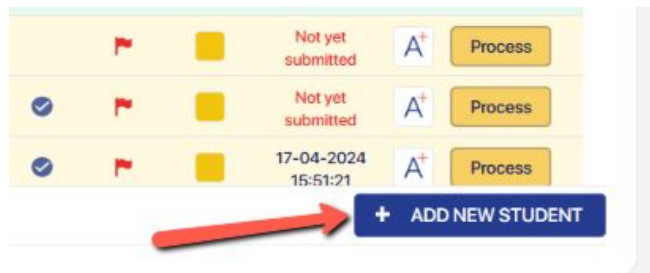 Not yet
submitted
A+
Process
Not yet
submitted
A+
Process
17-04-2024
15:51:21
A+
Process
+ ADD NEW STUDENT